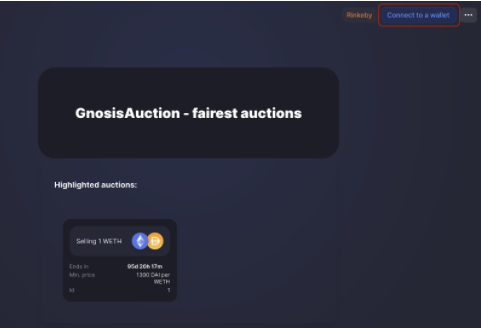 Rinkeby Connect to a wallet ...
GnosisAuction - fairest auctions
Highlighted auctions:
Selling 1 WETH
Ends in 95d 20h 17m
Min. price 1300 DAI per
WETH
Id 1